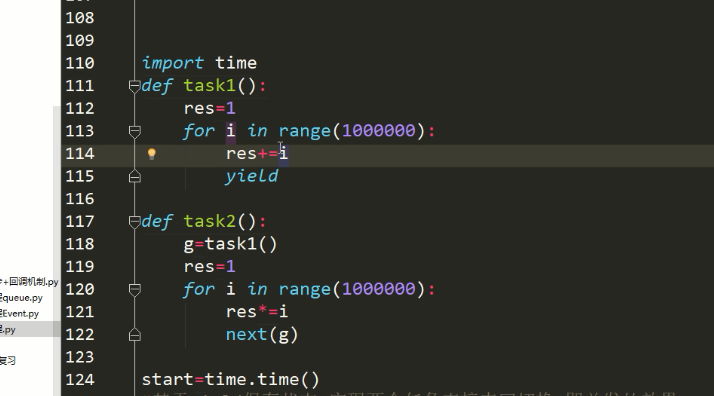 108
109
110 import time
111 def task1():
112 res=1
113 for i in range(1000000):
114 res+=i
115 yield
116
117 def task2():
118 g=task1()
119 res=1
120 for i in range(1000000):
121 res*=i
122 next(g)
123
124 start=time.time()
+回调机制.py
queue.py
Event.py
.py
复习